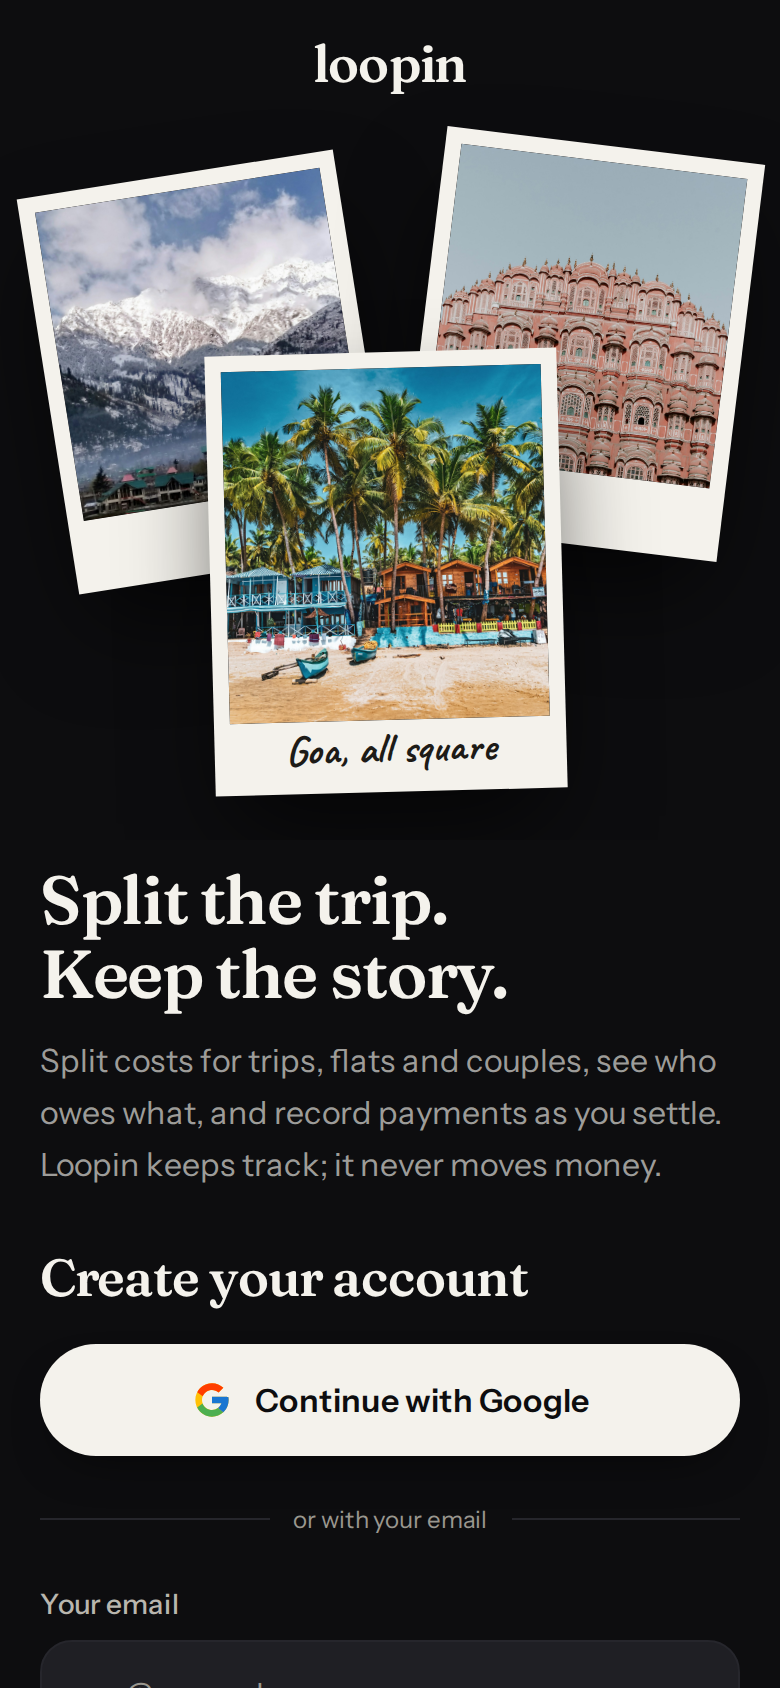 loopin
Goa, all square
Split the trip.
Keep the story.
Split costs for trips, flats and couples, see who
owes what, and record payments as you settle.
Loopin keeps track; it never moves money.
Create your account
Continue with Google
or with your email
Your email